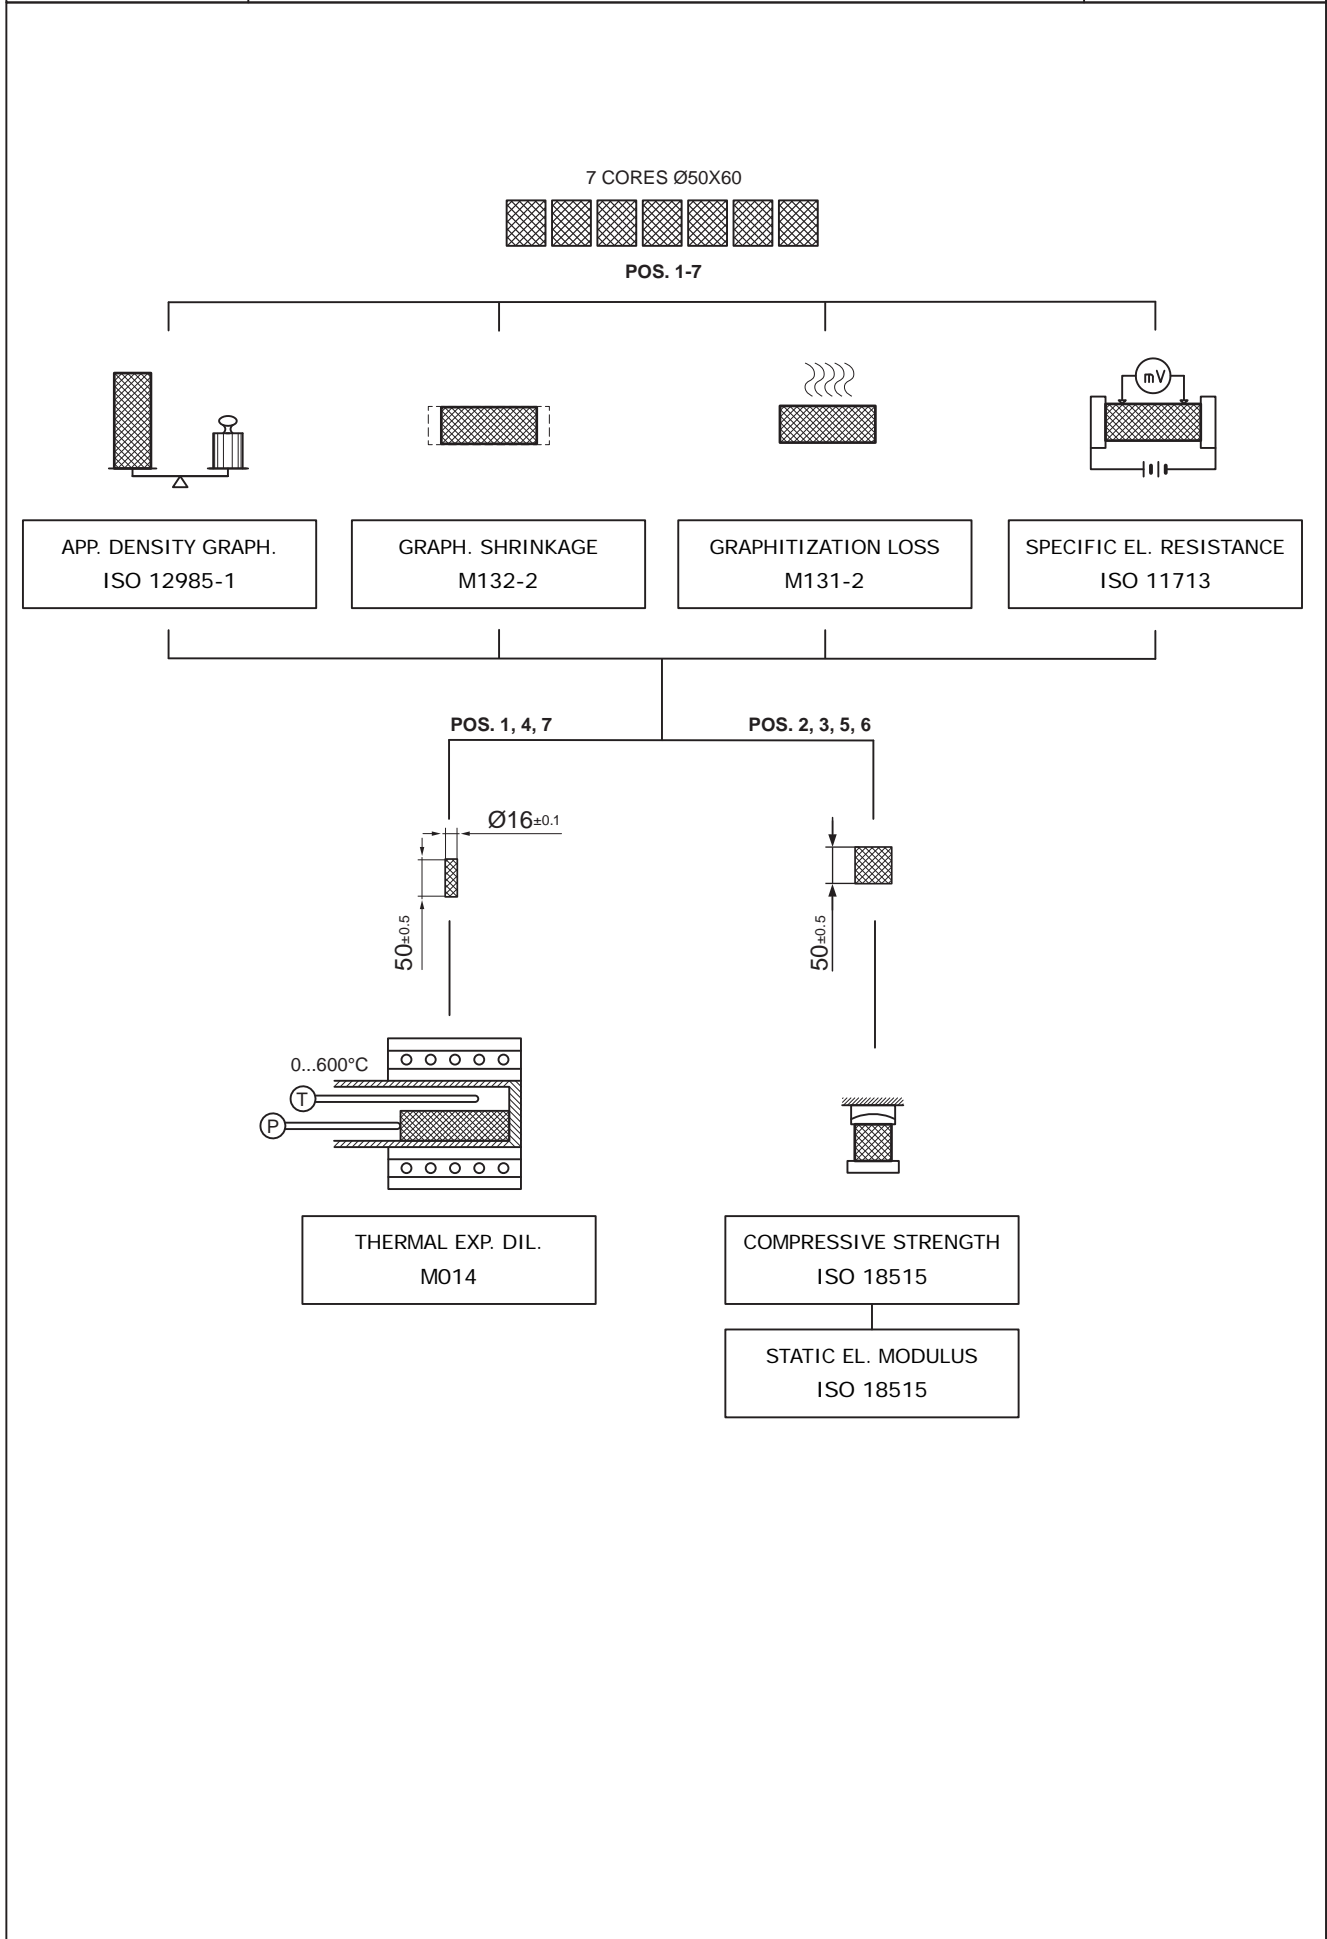 7 CORES Ø50X60
POS. 1-7
mV
APP. DENSITY GRAPH.
ISO 12985-1
GRAPH. SHRINKAGE
M132-2
GRAPHITIZATION LOSS
M131-2
SPECIFIC EL. RESISTANCE
ISO 11713
POS. 1, 4, 7
POS. 2, 3, 5, 6
Ø16±0.1
50±0.5
50±0.5
0...600°C
T
P
THERMAL EXP. DIL.
M014
COMPRESSIVE STRENGTH
ISO 18515
STATIC EL. MODULUS
ISO 18515